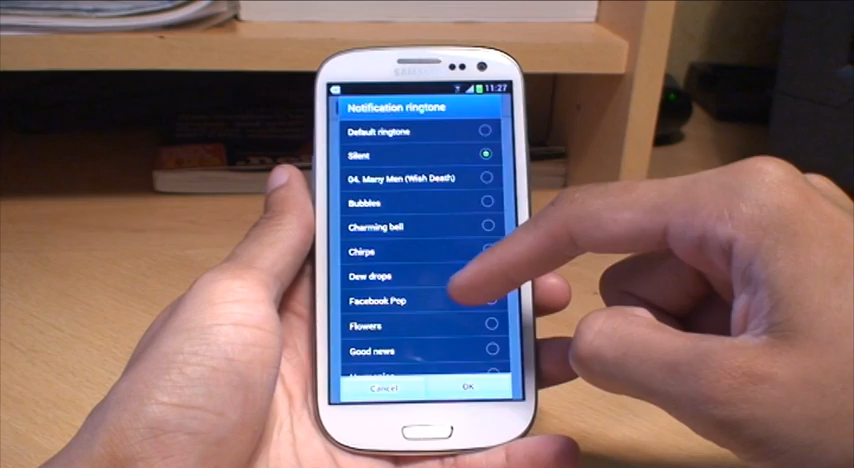 SAMSUNG
11:27
Notification ringtone
Default ringtone
Silent
04. Many Men (Wish Death)
Bubbles
Charming bell
Chirps
Dew drops
Facebook Pop
Flowers
Good news
Cancel
OK